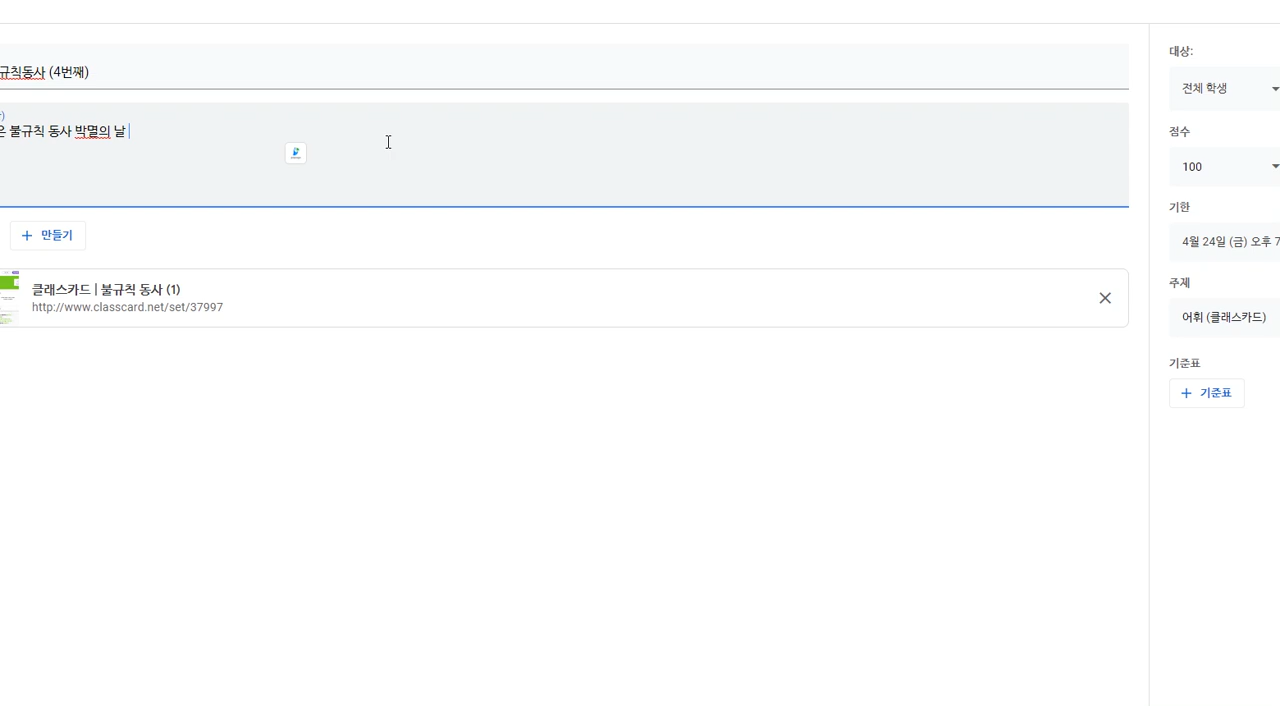 규칙동사 (4번째)
은 불규칙 동사 박멸의 날
만들기
클래스카드 | 불규칙 동사 (1)
http://www.classcard.net/set/37997
대상:
전체 학생
점수
100
기한
4월 24일 (금) 오후 7
주제
어휘 (클래스카드)
기준표
기준표